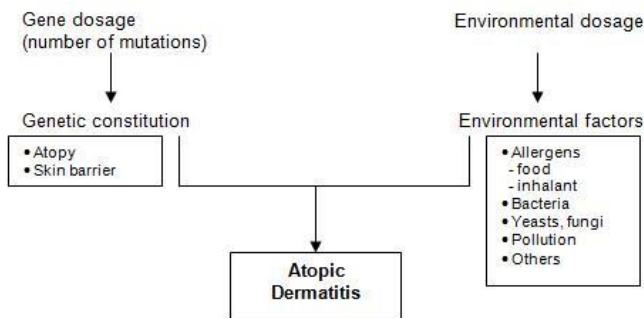 Gene dosage
(number of mutations)
Environmental dosage
Genetic constitution
• Atopy
• Skin barrier
Environmental factors
• Allergens
- food
- inhalant
• Bacteria
• Yeasts, fungi
• Pollution
• Others
Atopic
Dermatitis